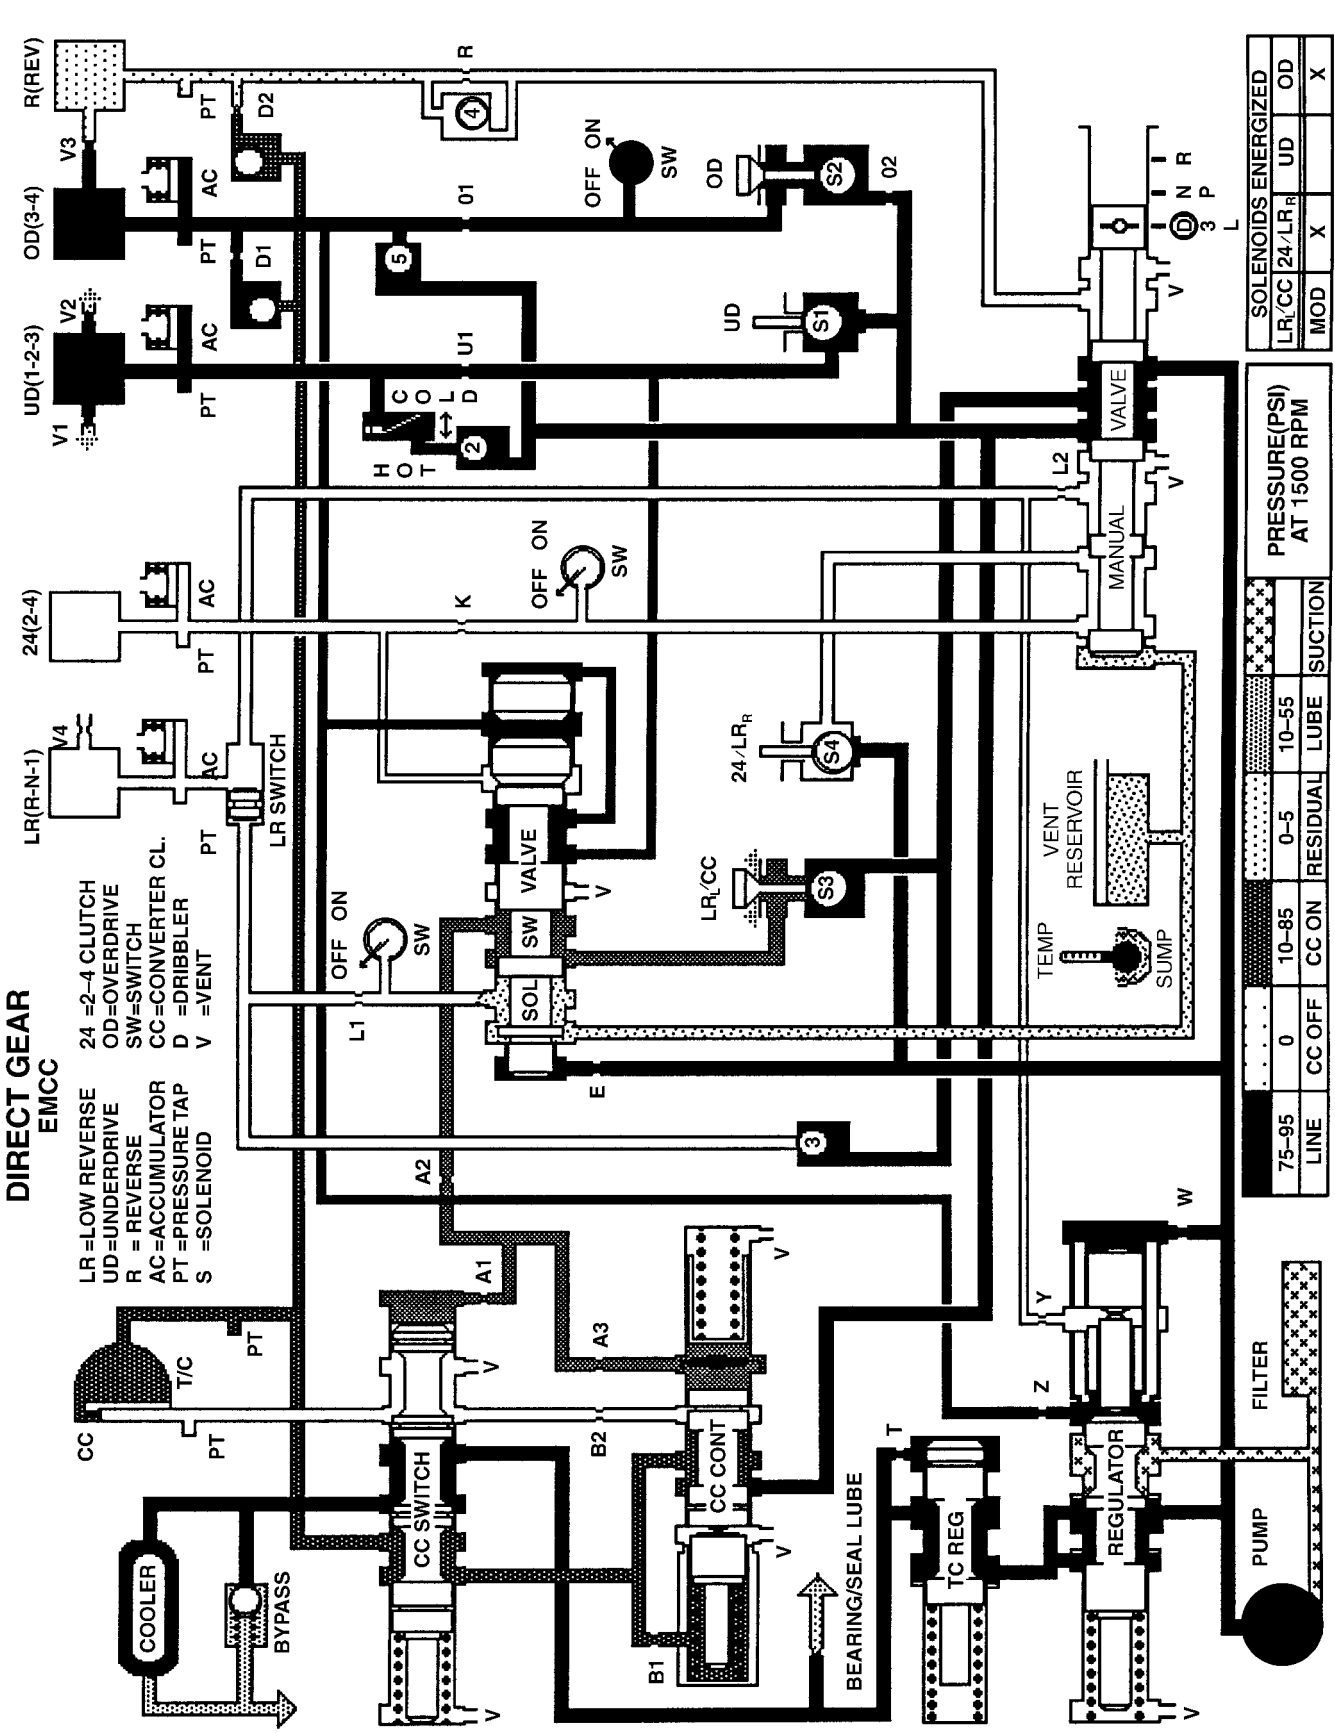 DIRECT GEAR
EMCC
LR =LOW REVERSE
UD=UNDERDRIVE
R = REVERSE
AC=ACCUMULATOR
PT =PRESSURE TAP
S =SOLENOID
24 =2–4 CLUTCH
OD=OVERDRIVE
SW=SWITCH
CC=CONVERTER CL.
D =DRIBBLER
V =VENT
LR(R-N-1)
V4
AC
PT
LR SWITCH
24(2-4)
AC
PT
UD(1-2-3)
V1
V2
AC
PT
OD(3-4)
V3
AC
PT
R(REV)
PT
D1
D2
R
4
K
U1
01
5
COLD
HOT
2
OFF ON
SW
OFF ON
SW
OFF ON
SW
L1
COOLER
BYPASS
CC
T/C
PT
PT
CC SWITCH
V
V
A1
A2
A3
B1
B2
CC CONT
V
V
SOL SW VALVE
V
E
3
LRL/CC
S3
24/LRR
S4
UD
S1
OD
S2
02
BEARING/SEAL LUBE
T
TC REG
Z
Y
W
REGULATOR
V
TEMP
SUMP
VENT
RESERVOIR
MANUAL VALVE
L2
V
V
D N R
3 P
L
PUMP
FILTER
75–95 0 10–85 0–5 10–55
LINE CC OFF CC ON RESIDUAL LUBE SUCTION
PRESSURE(PSI)
AT 1500 RPM
SOLENOIDS ENERGIZED
LRL/CC 24/LRR UD OD
MOD X X